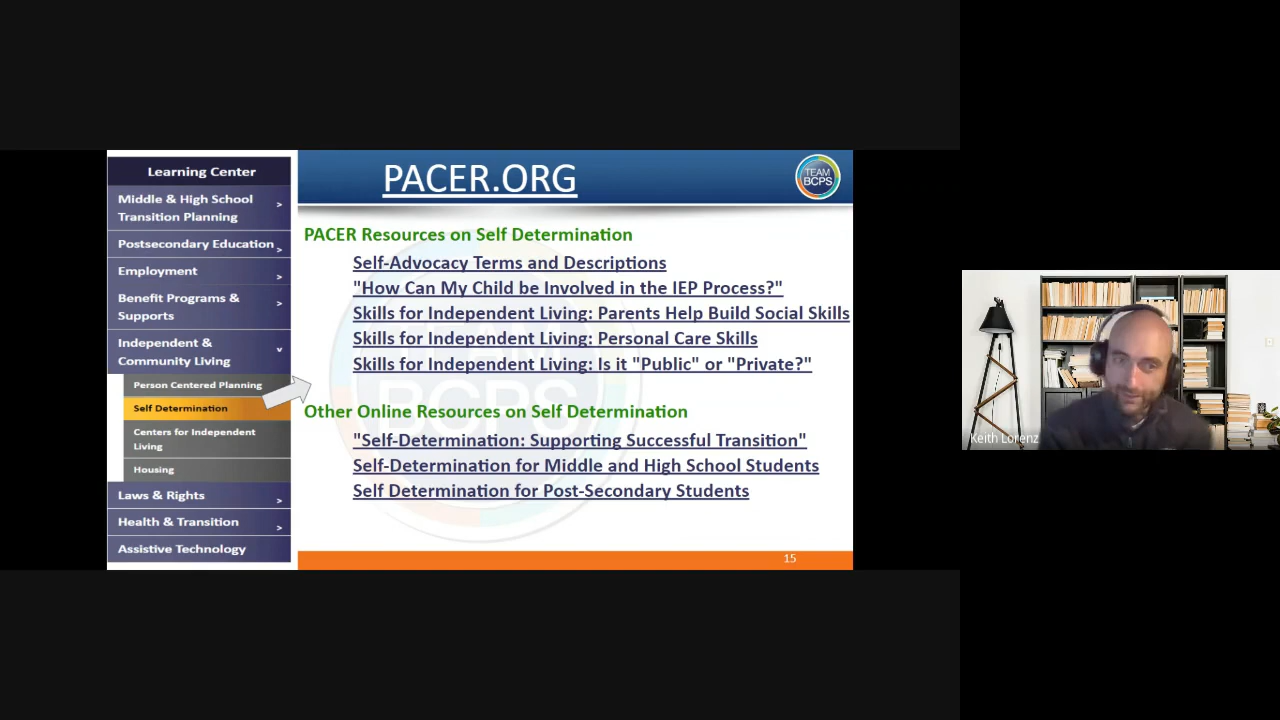 Learning Center
Middle & High School >
Transition Planning
Postsecondary Education >
Employment >
Benefit Programs & >
Supports
Independent & v
Community Living
Person Centered Planning
Self Determination
Centers for Independent
Living
Housing
Laws & Rights >
Health & Transition >
Assistive Technology
PACER.ORG
TEAM
BCPS
PACER Resources on Self Determination
Self-Advocacy Terms and Descriptions
"How Can My Child be Involved in the IEP Process?"
Skills for Independent Living: Parents Help Build Social Skills
Skills for Independent Living: Personal Care Skills
Skills for Independent Living: Is it "Public" or "Private?"
TEAM
BCPS
Other Online Resources on Self Determination
"Self-Determination: Supporting Successful Transition"
Self-Determination for Middle and High School Students
Self Determination for Post-Secondary Students
15
Keith Lorenz